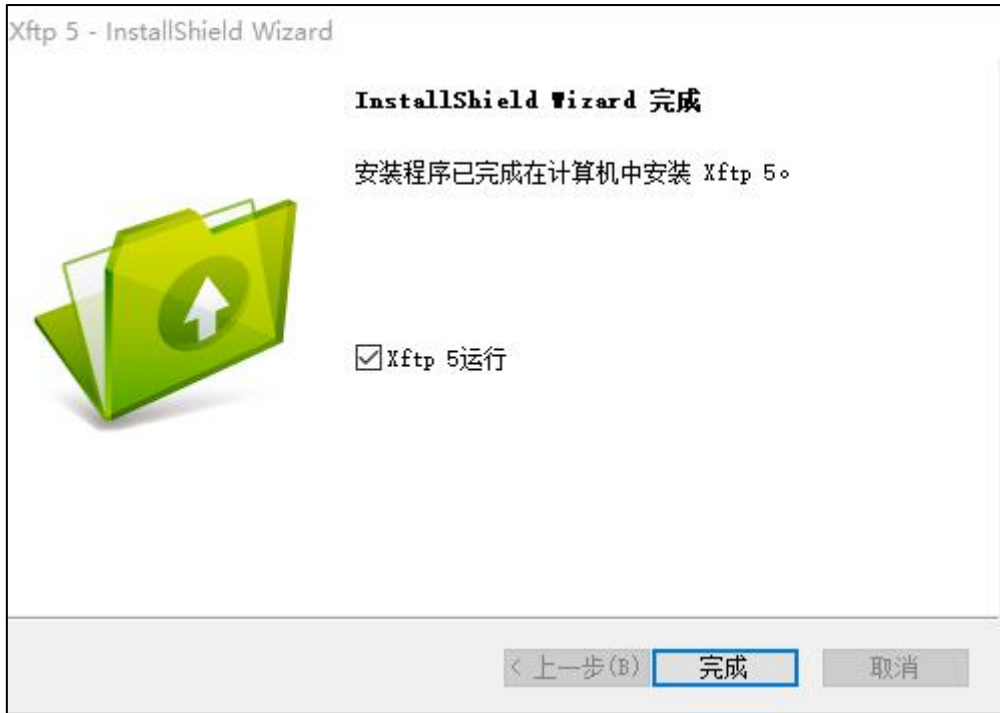 Xftp 5 - InstallShield Wizard
InstallShield Wizard 完成
安装程序已完成在计算机中安装 Xftp 5。
Xftp 5运行
< 上一步(B)
完成
取消